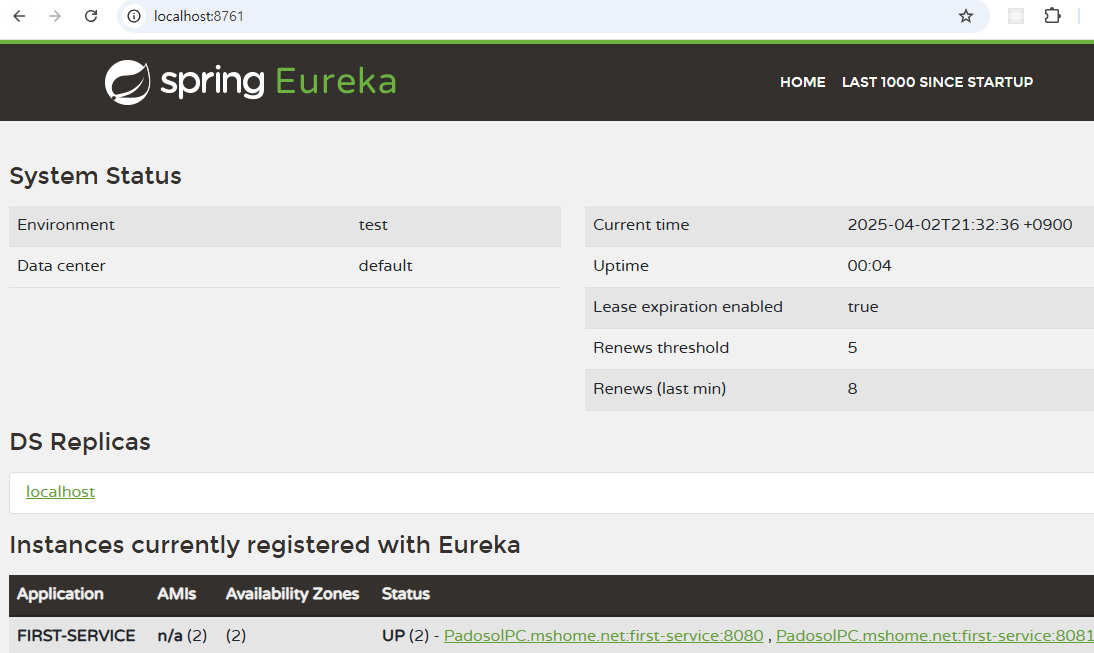 localhost:8761
spring Eureka
HOME LAST 1000 SINCE STARTUP
System Status
Environment test
Data center default
Current time 2025-04-02T21:32:36 +0900
Uptime 00:04
Lease expiration enabled true
Renews threshold 5
Renews (last min) 8
DS Replicas
localhost
Instances currently registered with Eureka
Application AMIs Availability Zones Status
FIRST-SERVICE n/a (2) (2) UP (2) - PadosolPC.mshome.net:first-service:8080 , PadosolPC.mshome.net:first-service:8081